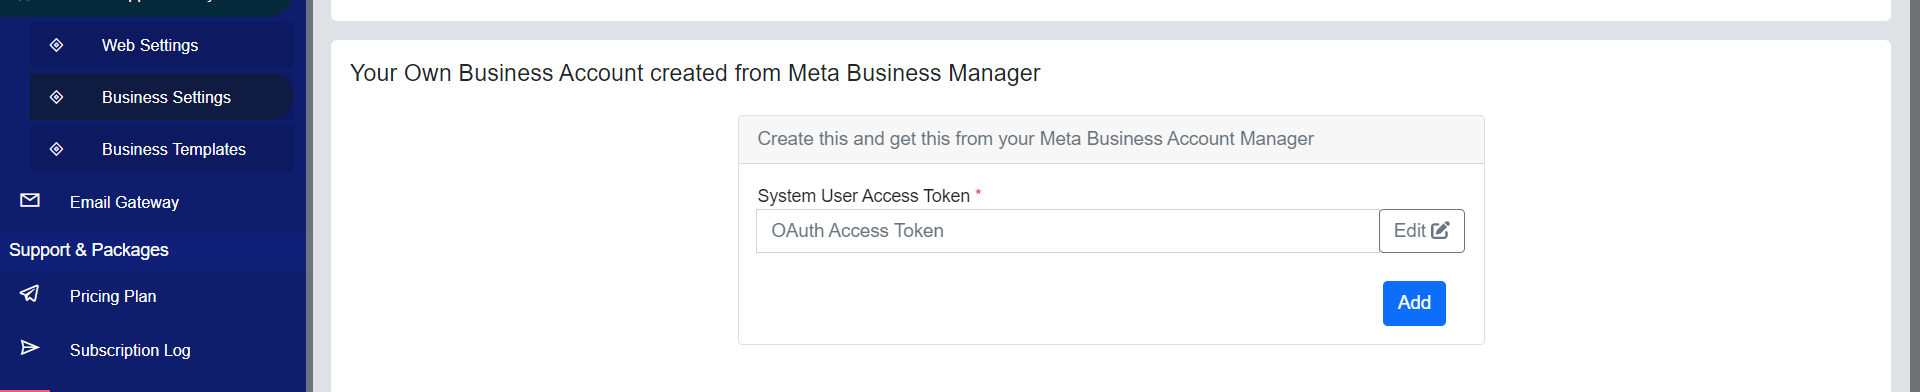 Web Settings
Business Settings
Business Templates
Email Gateway
Support & Packages
Pricing Plan
Subscription Log
Your Own Business Account created from Meta Business Manager
Create this and get this from your Meta Business Account Manager
System User Access Token *
OAuth Access Token
Edit
Add